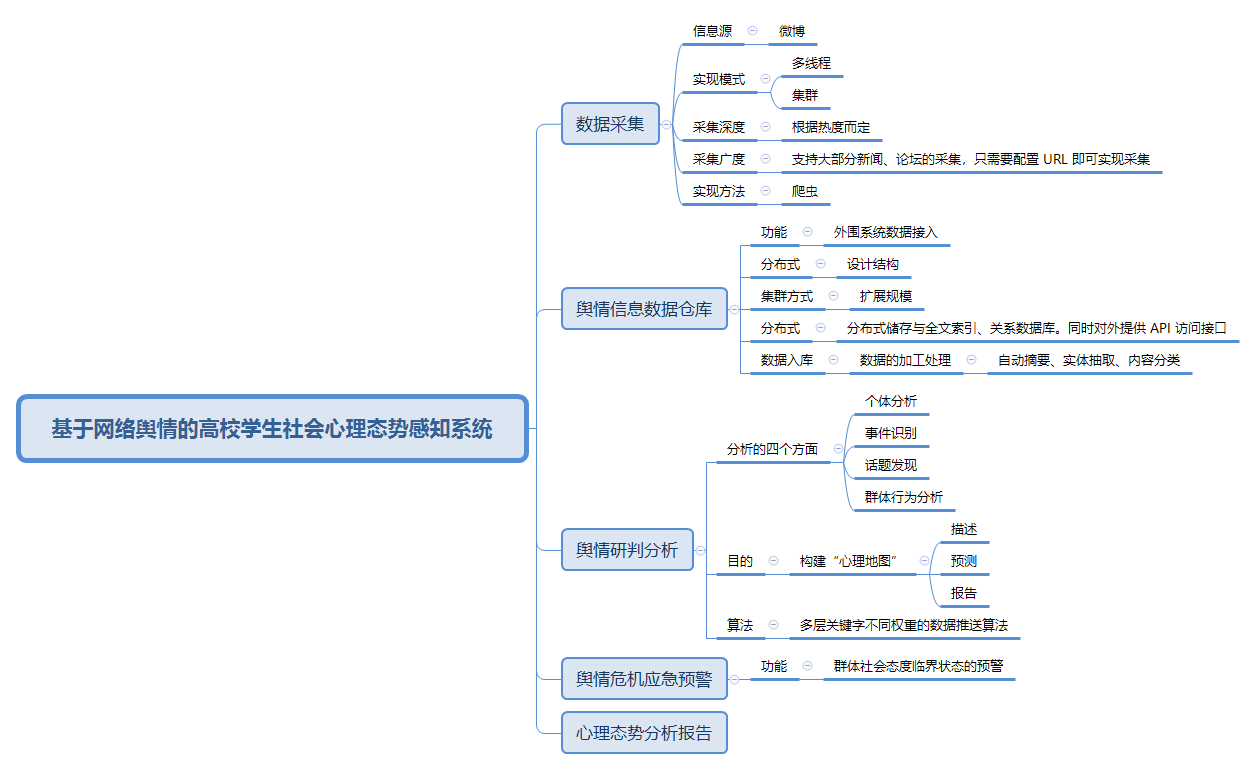 基于网络舆情的高校学生社会心理态势感知系统
数据采集
信息源
微博
实现模式
多线程
集群
采集深度
根据热度而定
采集广度
支持大部分新闻、论坛的采集，只需要配置 URL 即可实现采集
实现方法
爬虫
舆情信息数据仓库
功能
外围系统数据接入
分布式
设计结构
集群方式
扩展规模
分布式
分布式储存与全文索引、关系数据库。同时对外提供 API 访问接口
数据入库
数据的加工处理
自动摘要、实体抽取、内容分类
舆情研判分析
分析的四个方面
个体分析
事件识别
话题发现
群体行为分析
目的
构建“心理地图”
描述
预测
报告
算法
多层关键字不同权重的数据推送算法
舆情危机应急预警
功能
群体社会态度临界状态的预警
心理态势分析报告